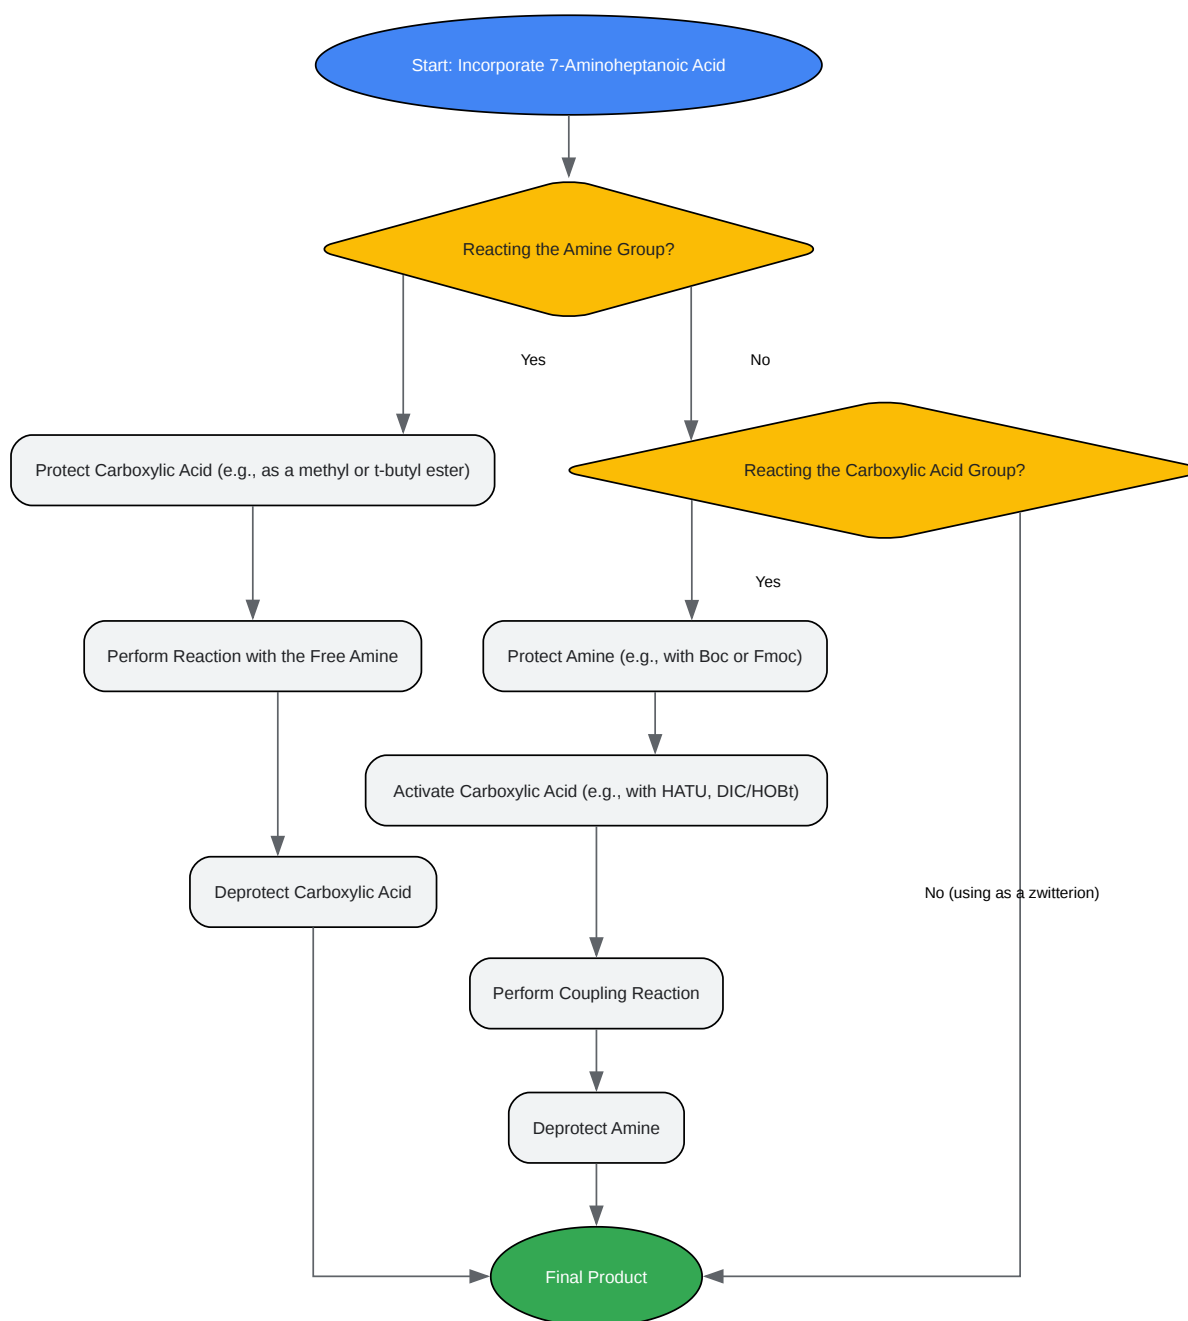 Start: Incorporate 7-Aminoheptanoic Acid
Reacting the Amine Group?
Yes
No
Protect Carboxylic Acid (e.g., as a methyl or t-butyl ester)
Reacting the Carboxylic Acid Group?
Yes
Perform Reaction with the Free Amine
Protect Amine (e.g., with Boc or Fmoc)
Activate Carboxylic Acid (e.g., with HATU, DIC/HOBt)
Deprotect Carboxylic Acid
No (using as a zwitterion)
Perform Coupling Reaction
Deprotect Amine
Final Product